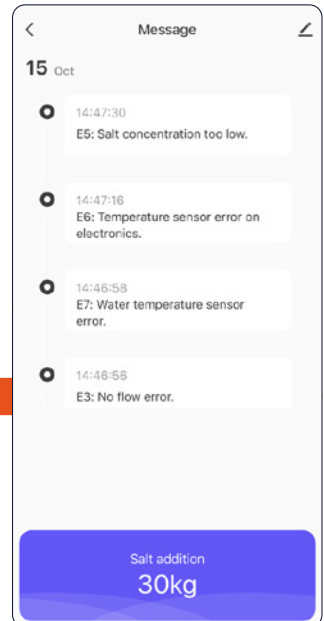 Message
15 Oct
14:47:30
E5: Salt concentration too low.
14:47:16
E6: Temperature sensor error on
electronics.
14:46:58
E7: Water temperature sensor
error.
14:46:56
E3: No flow error.
Salt addition
30kg